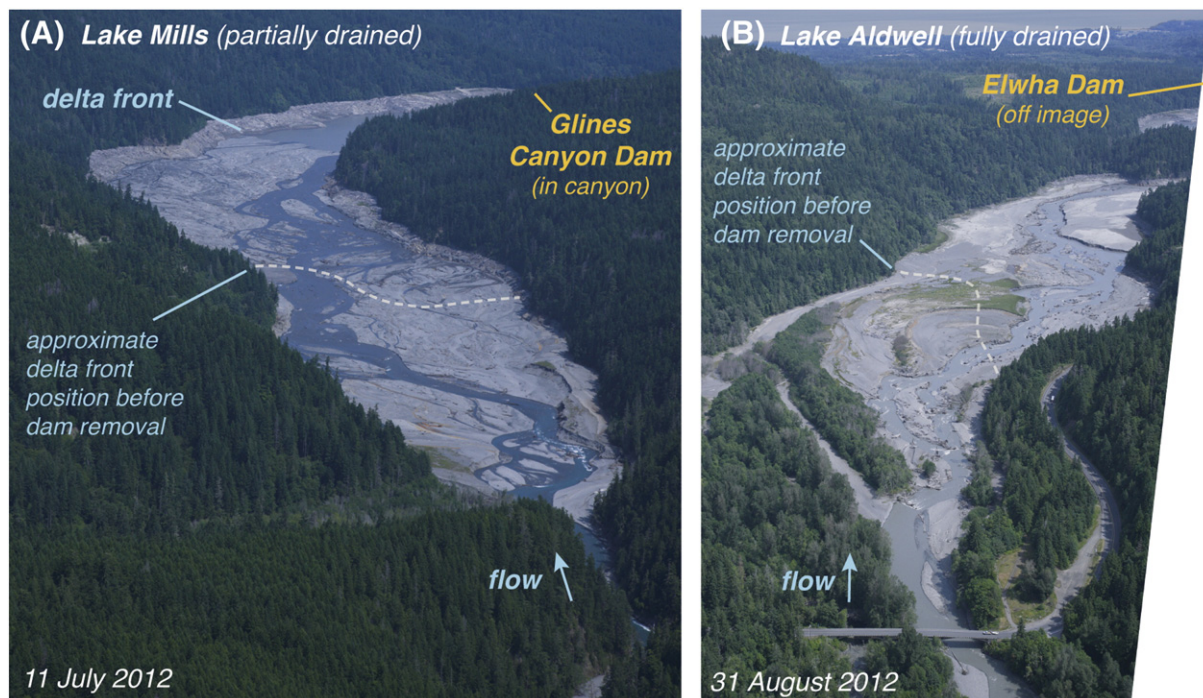 (A) Lake Mills (partially drained)
delta front
Glines
Canyon Dam
(in canyon)
approximate
delta front
position before
dam removal
flow
11 July 2012
(B) Lake Aldwell (fully drained)
Elwha Dam
(off image)
approximate
delta front
position before
dam removal
flow
31 August 2012